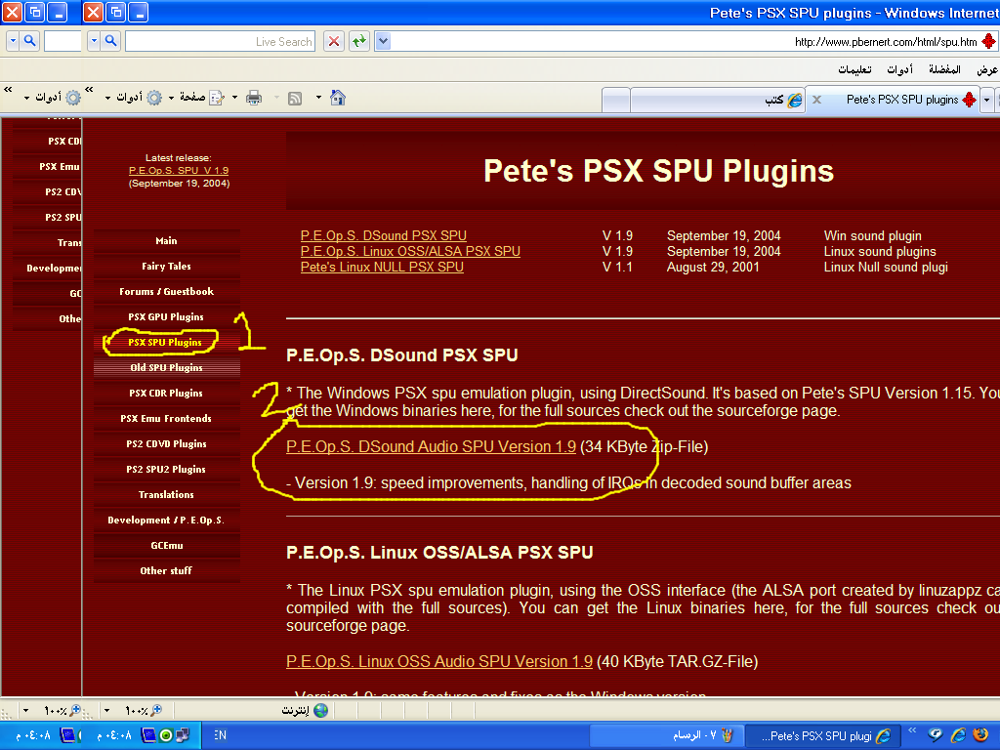 Pete's PSX SPU plugins - Windows Internet
Live Search
http://www.pbernert.com/html/spu.htm
عرض المفضلة أدوات تعليمات
« أدوات « أدوات صفحة
كتب
Pete's PSX SPU plugins
PSX Emu
PS2 SPU
Latest release:
P.E.Op.S. SPU V 1.9
(September 19, 2004)
Main
Fairy Tales
Forums / Guestbook
PSX GPU Plugins
PSX SPU Plugins
Old SPU Plugins
PSX CDR Plugins
PSX Emu Frontends
PS2 CDVD Plugins
PS2 SPU2 Plugins
Translations
Development / P.E.Op.S.
GCEmu
Other stuff
1
2
Pete's PSX SPU Plugins
P.E.Op.S. DSound PSX SPU V 1.9 September 19, 2004 Win sound plugin
P.E.Op.S. Linux OSS/ALSA PSX SPU V 1.9 September 19, 2004 Linux sound plugins
Pete's Linux NULL PSX SPU V 1.1 August 29, 2001 Linux Null sound plugi
P.E.Op.S. DSound PSX SPU
* The Windows PSX spu emulation plugin, using DirectSound. It's based on Pete's SPU Version 1.15. You
get the Windows binaries here, for the full sources check out the sourceforge page.
P.E.Op.S. DSound Audio SPU Version 1.9 (34 KByte Zip-File)
- Version 1.9: speed improvements, handling of IRQs in decoded sound buffer areas
P.E.Op.S. Linux OSS/ALSA PSX SPU
* The Linux PSX spu emulation plugin, using the OSS interface (the ALSA port created by linuzappz ca
compiled with the full sources). You can get the Linux binaries here, for the full sources check ou
sourceforge page.
P.E.Op.S. Linux OSS Audio SPU Version 1.9 (40 KByte TAR.GZ-File)
- Version 1.9: same features and fixes as the Windows version
١٠٠% ١٠٠% إنترنت
٠٤:٠٨ م ٠٤:٠٨ م EN ٧ - الرسام ...Pete's PSX SPU plugi «